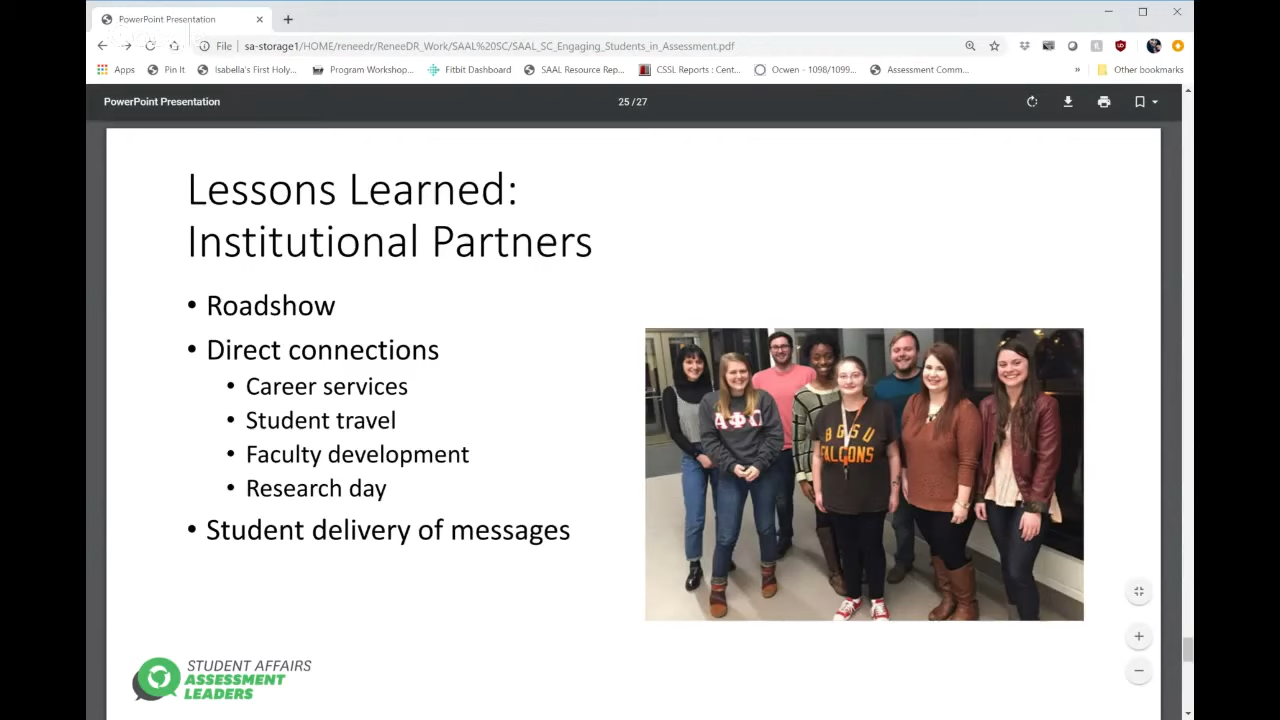 PowerPoint Presentation
File
sa-storage1/HOME/reneedr/ReneeDR_Work/SAAL%20SC/SAAL_SC_Engaging_Students_in_Assessment.pdf
Apps
Pin It
Isabella's First Holy...
Program Workshop...
Fitbit Dashboard
SAAL Resource Rep...
CSSL Reports : Cent...
Ocwen - 1098/1099...
Assessment Comm...
»
Other bookmarks
PowerPoint Presentation
25 / 27
Lessons Learned:
Institutional Partners
• Roadshow
• Direct connections
• Career services
• Student travel
• Faculty development
• Research day
• Student delivery of messages
ΑΦΩ
BGSU
FALCONS
STUDENT AFFAIRS
ASSESSMENT
LEADERS